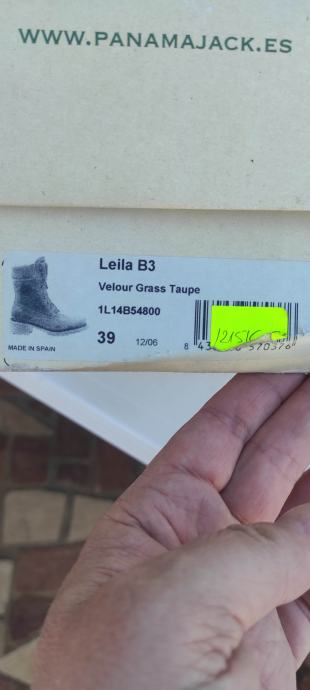 WWW.PANAMAJACK.ES
Leila B3
Velour Grass Taupe
1L14B54800
39 12/06
MADE IN SPAIN